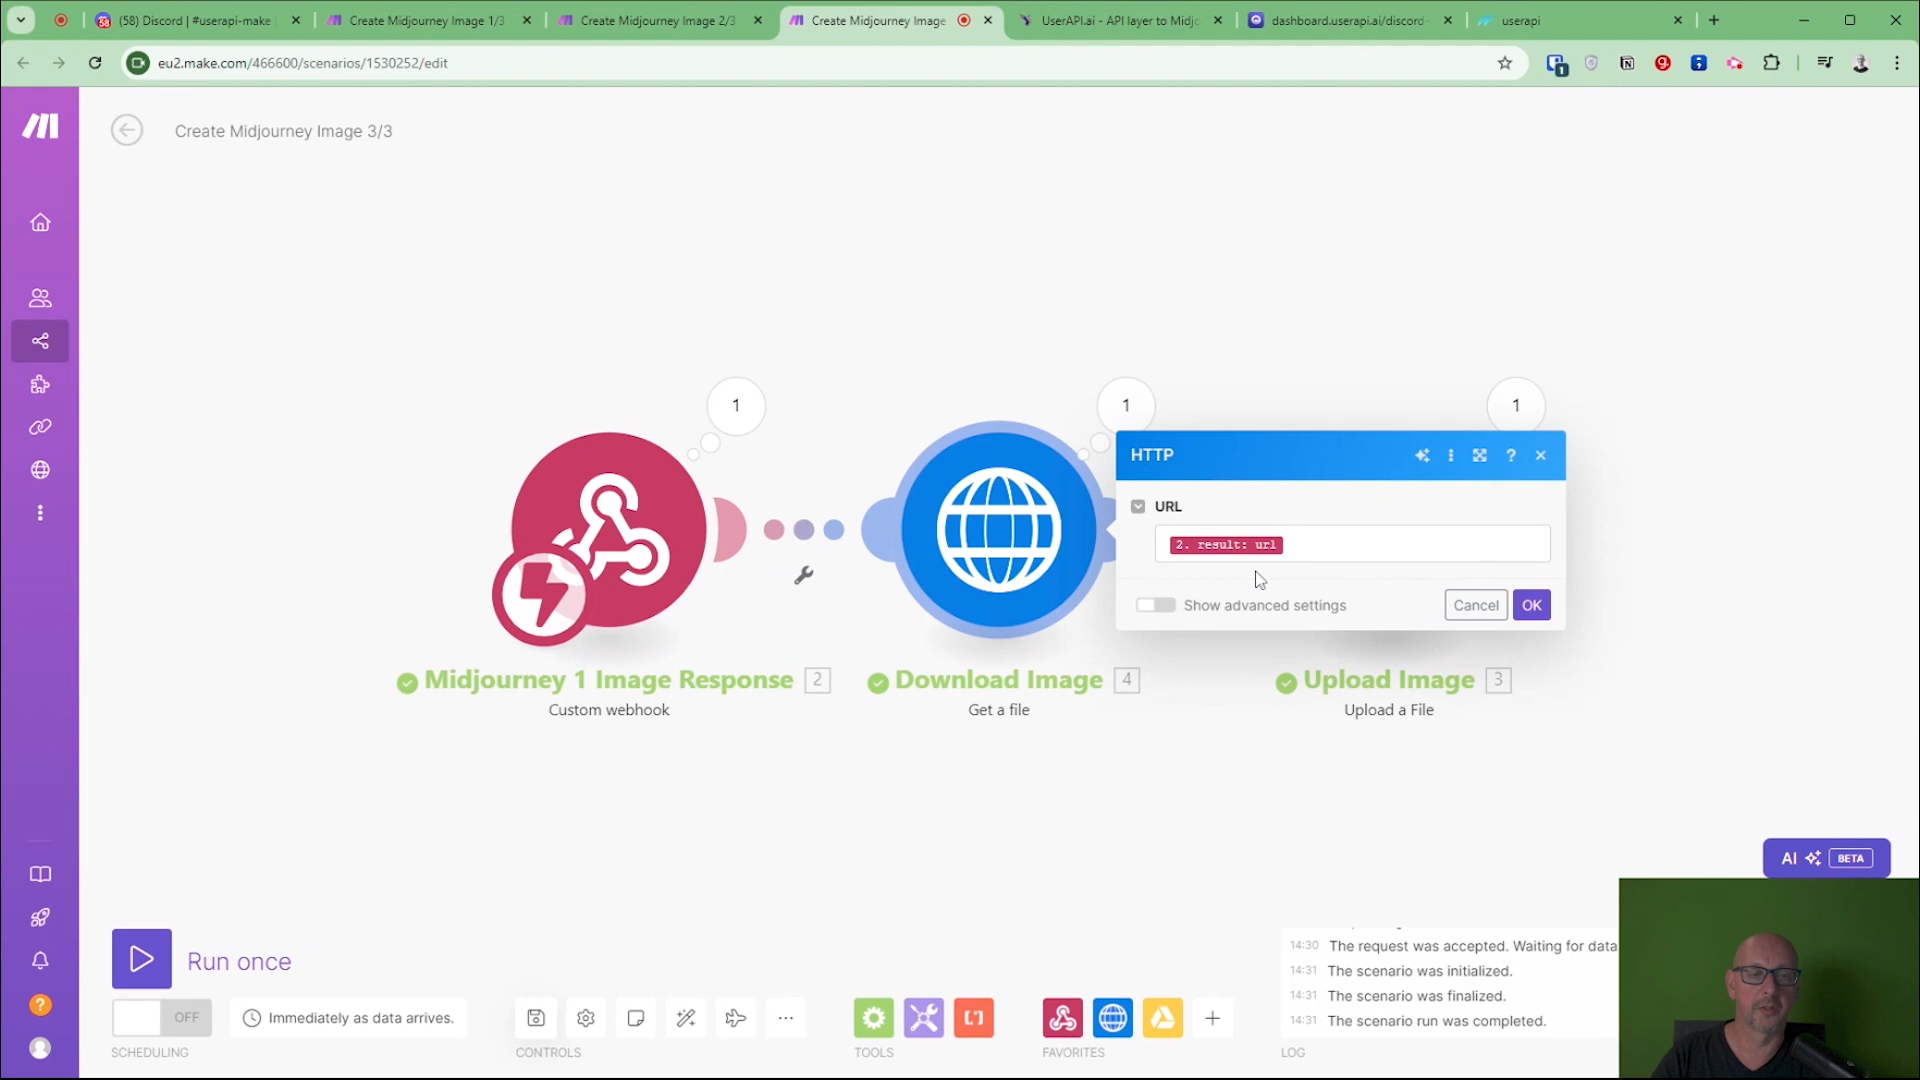 (58) Discord | #userapi-make
Create Midjourney Image 1/3
Create Midjourney Image 2/3
Create Midjourney Image
UserAPI.ai - API layer to Midj
dashboard.userapi.ai/discord-
userapi
eu2.make.com/466600/scenarios/1530252/edit
1
Create Midjourney Image 3/3
1
1
1
HTTP
URL
2. result: url
Show advanced settings
Cancel
OK
Midjourney 1 Image Response 2
Custom webhook
Download Image 4
Get a file
Upload Image 3
Upload a File
AI BETA
Run once
OFF
Immediately as data arrives.
SCHEDULING
CONTROLS
TOOLS
FAVORITES
14:30 The request was accepted. Waiting for data
14:31 The scenario was initialized.
14:31 The scenario was finalized.
14:31 The scenario run was completed.
LOG